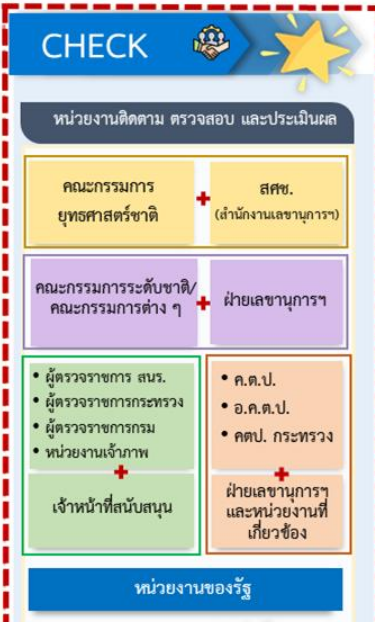 CHECK
หน่วยงานติดตาม ตรวจสอบ และประเมินผล
คณะกรรมการ
ยุทธศาสตร์ชาติ
+
สศช.
(สำนักงานเลขานุการฯ)
คณะกรรมการระดับชาติ/
คณะกรรมการต่าง ๆ
+
ฝ่ายเลขานุการฯ
• ผู้ตรวจราชการ สนร.
• ผู้ตรวจราชการกระทรวง
• ผู้ตรวจราชการกรม
• หน่วยงานเจ้าภาพ
+
เจ้าหน้าที่สนับสนุน
• ค.ต.ป.
• อ.ค.ต.ป.
• คตป. กระทรวง
+
ฝ่ายเลขานุการฯ
และหน่วยงานที่
เกี่ยวข้อง
หน่วยงานของรัฐ